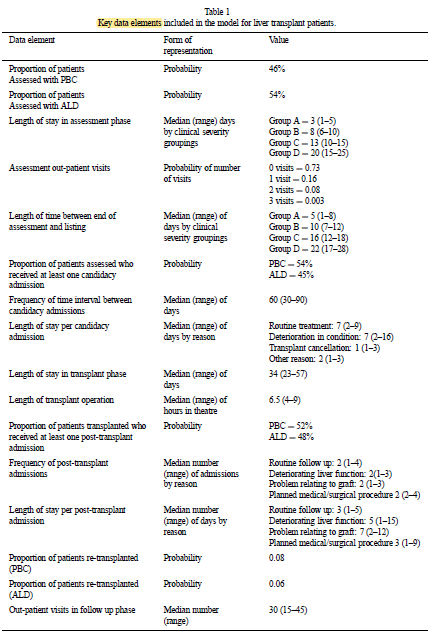 Table 1
Key data elements included in the model for liver transplant patients.
Data element Form of representation Value
Proportion of patients Assessed with PBC Probability 46%
Proportion of patients Assessed with ALD Probability 54%
Length of stay in assessment phase Median (range) days by clinical severity groupings
Group A – 3 (1–5)
Group B – 8 (6–10)
Group C – 13 (10–15)
Group D – 20 (15–25)
Assessment out-patient visits Probability of number of visits
0 visits – 0.73
1 visit – 0.16
2 visits – 0.08
3 visits – 0.003
Length of time between end of assessment and listing Median (range) of days by clinical severity groupings
Group A – 5 (1–8)
Group B – 10 (7–12)
Group C – 16 (12–18)
Group D – 22 (17–28)
Proportion of patients assessed who received at least one candidacy admission Probability
PBC – 54%
ALD – 45%
Frequency of time interval between candidacy admissions Median (range) of days 60 (30–90)
Length of stay per candidacy admission Median (range) of days by reason
Routine treatment: 7 (2–9)
Deterioration in condition: 7 (2–16)
Transplant cancellation: 1 (1–3)
Other reason: 2 (1–3)
Length of stay in transplant phase Median (range) of days 34 (23–57)
Length of transplant operation Median (range) of hours in theatre 6.5 (4–9)
Proportion of patients transplanted who received at least one post-transplant admission Probability
PBC – 52%
ALD – 48%
Frequency of post-transplant admissions Median number (range) of admissions by reason
Routine follow up: 2 (1–4)
Deteriorating liver function: 2(1–3)
Problem relating to graft: 2 (1–3)
Planned medical/surgical procedure 2 (2–4)
Length of stay per post-transplant admission Median number (range) of days by reason
Routine follow up: 3 (1–5)
Deteriorating liver function: 5 (1–15)
Problem relating to graft: 7 (2–12)
Planned medical/surgical procedure 3 (1–9)
Proportion of patients re-transplanted (PBC) Probability 0.08
Proportion of patients re-transplanted (ALD) Probability 0.06
Out-patient visits in follow up phase Median number (range) 30 (15–45)